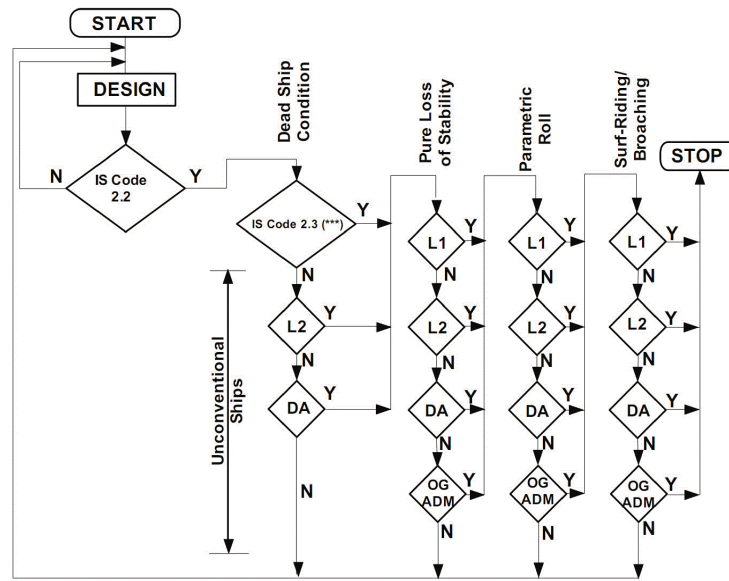 START
DESIGN
IS Code
2.2
N
Y
Dead Ship
Condition
IS Code 2.3 (***)
Y
N
L2
Y
N
DA
Y
N
Unconventional
Ships
Pure Loss
of Stability
L1
Y
N
L2
Y
N
DA
Y
N
OG
ADM
Y
N
Parametric
Roll
L1
Y
N
L2
Y
N
DA
Y
N
OG
ADM
Y
N
Surf-Riding/
Broaching
L1
Y
N
L2
Y
N
DA
Y
N
OG
ADM
Y
N
STOP